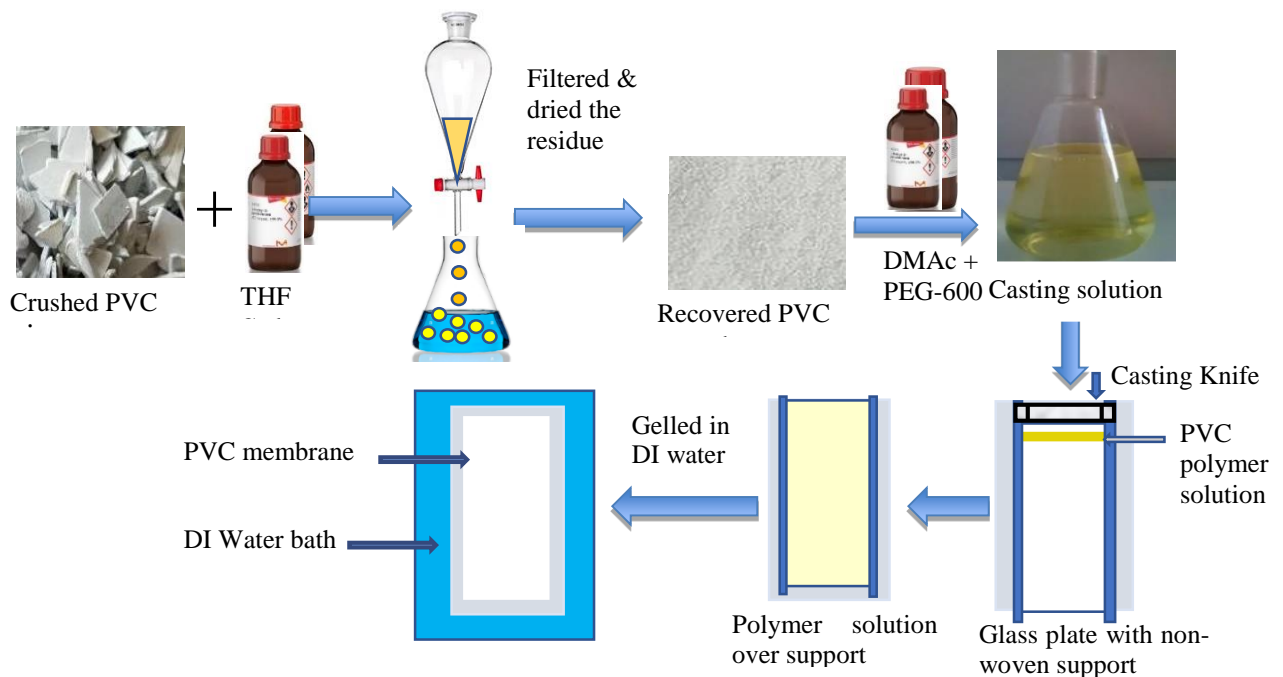 Filtered &
dried the
residue
Crushed PVC
THF
Recovered PVC
DMAc +
PEG-600
Casting solution
Casting Knife
PVC
polymer
solution
Gelled in
DI water
PVC membrane
DI Water bath
Polymer solution
over support
Glass plate with non-
woven support